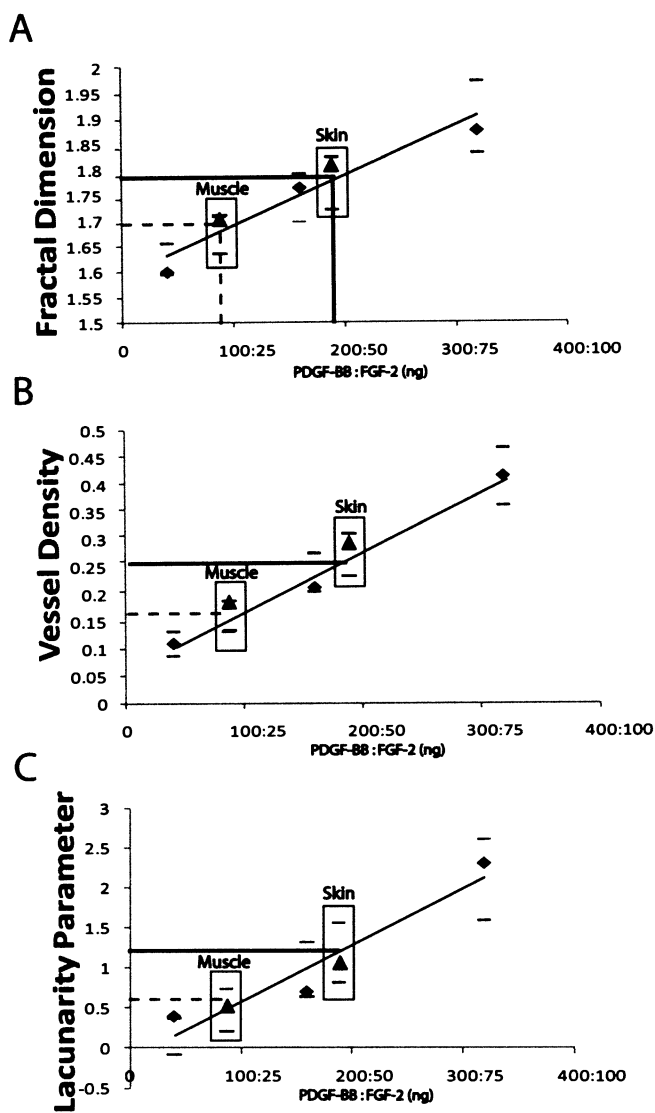 A
Fractal Dimension
2
1.95
1.9
1.85
1.8
1.75
1.7
1.65
1.6
1.55
1.5
Skin
Muscle
0 100:25 200:50 300:75 400:100
PDGF-BB : FGF-2 (ng)
B
Vessel Density
0.5
0.45
0.4
0.35
0.3
0.25
0.2
0.15
0.1
0.05
0
Skin
Muscle
0 100:25 200:50 300:75 400:100
PDGF-BB : FGF-2 (ng)
C
Lacunarity Parameter
3
2.5
2
1.5
1
0.5
0
-0.5
Skin
Muscle
0 100:25 200:50 300:75 400:100
PDGF-BB : FGF-2 (ng)